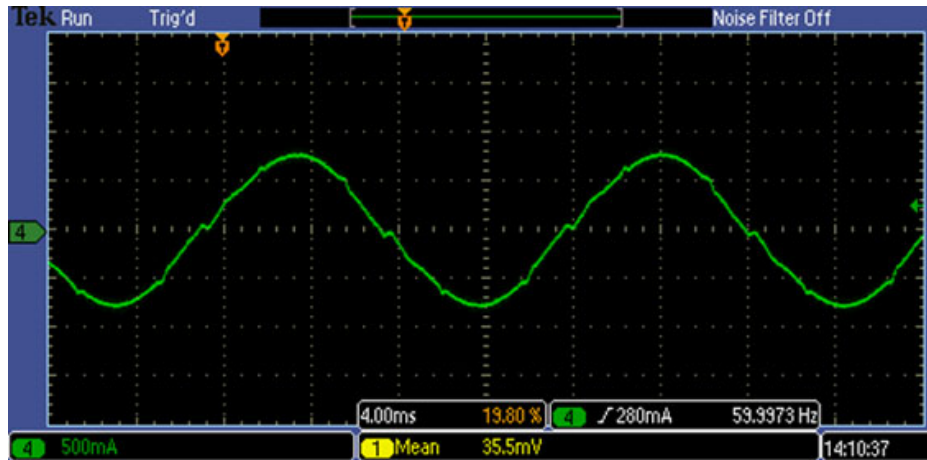 Tek Run Trig'd Noise Filter Off
T T
4
4.00ms 19.80 % 4 280mA 59.9973 Hz
4 500mA 1 Mean 35.5mV 14:10:37